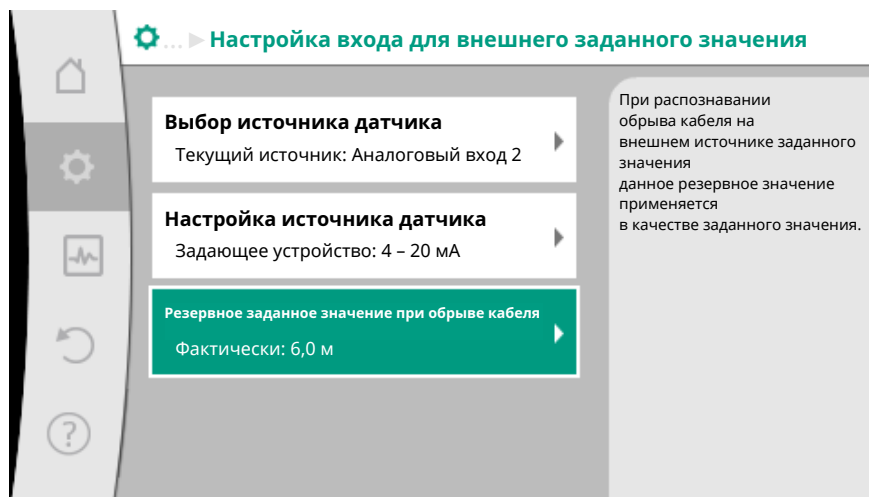 ... ▶ Настройка входа для внешнего заданного значения
Выбор источника датчика
Текущий источник: Аналоговый вход 2
Настройка источника датчика
Задающее устройство: 4 – 20 мА
Резервное заданное значение при обрыве кабеля
Фактически: 6,0 м
При распознавании
обрыва кабеля на
внешнем источнике заданного
значения
данное резервное значение
применяется
в качестве заданного значения.
?